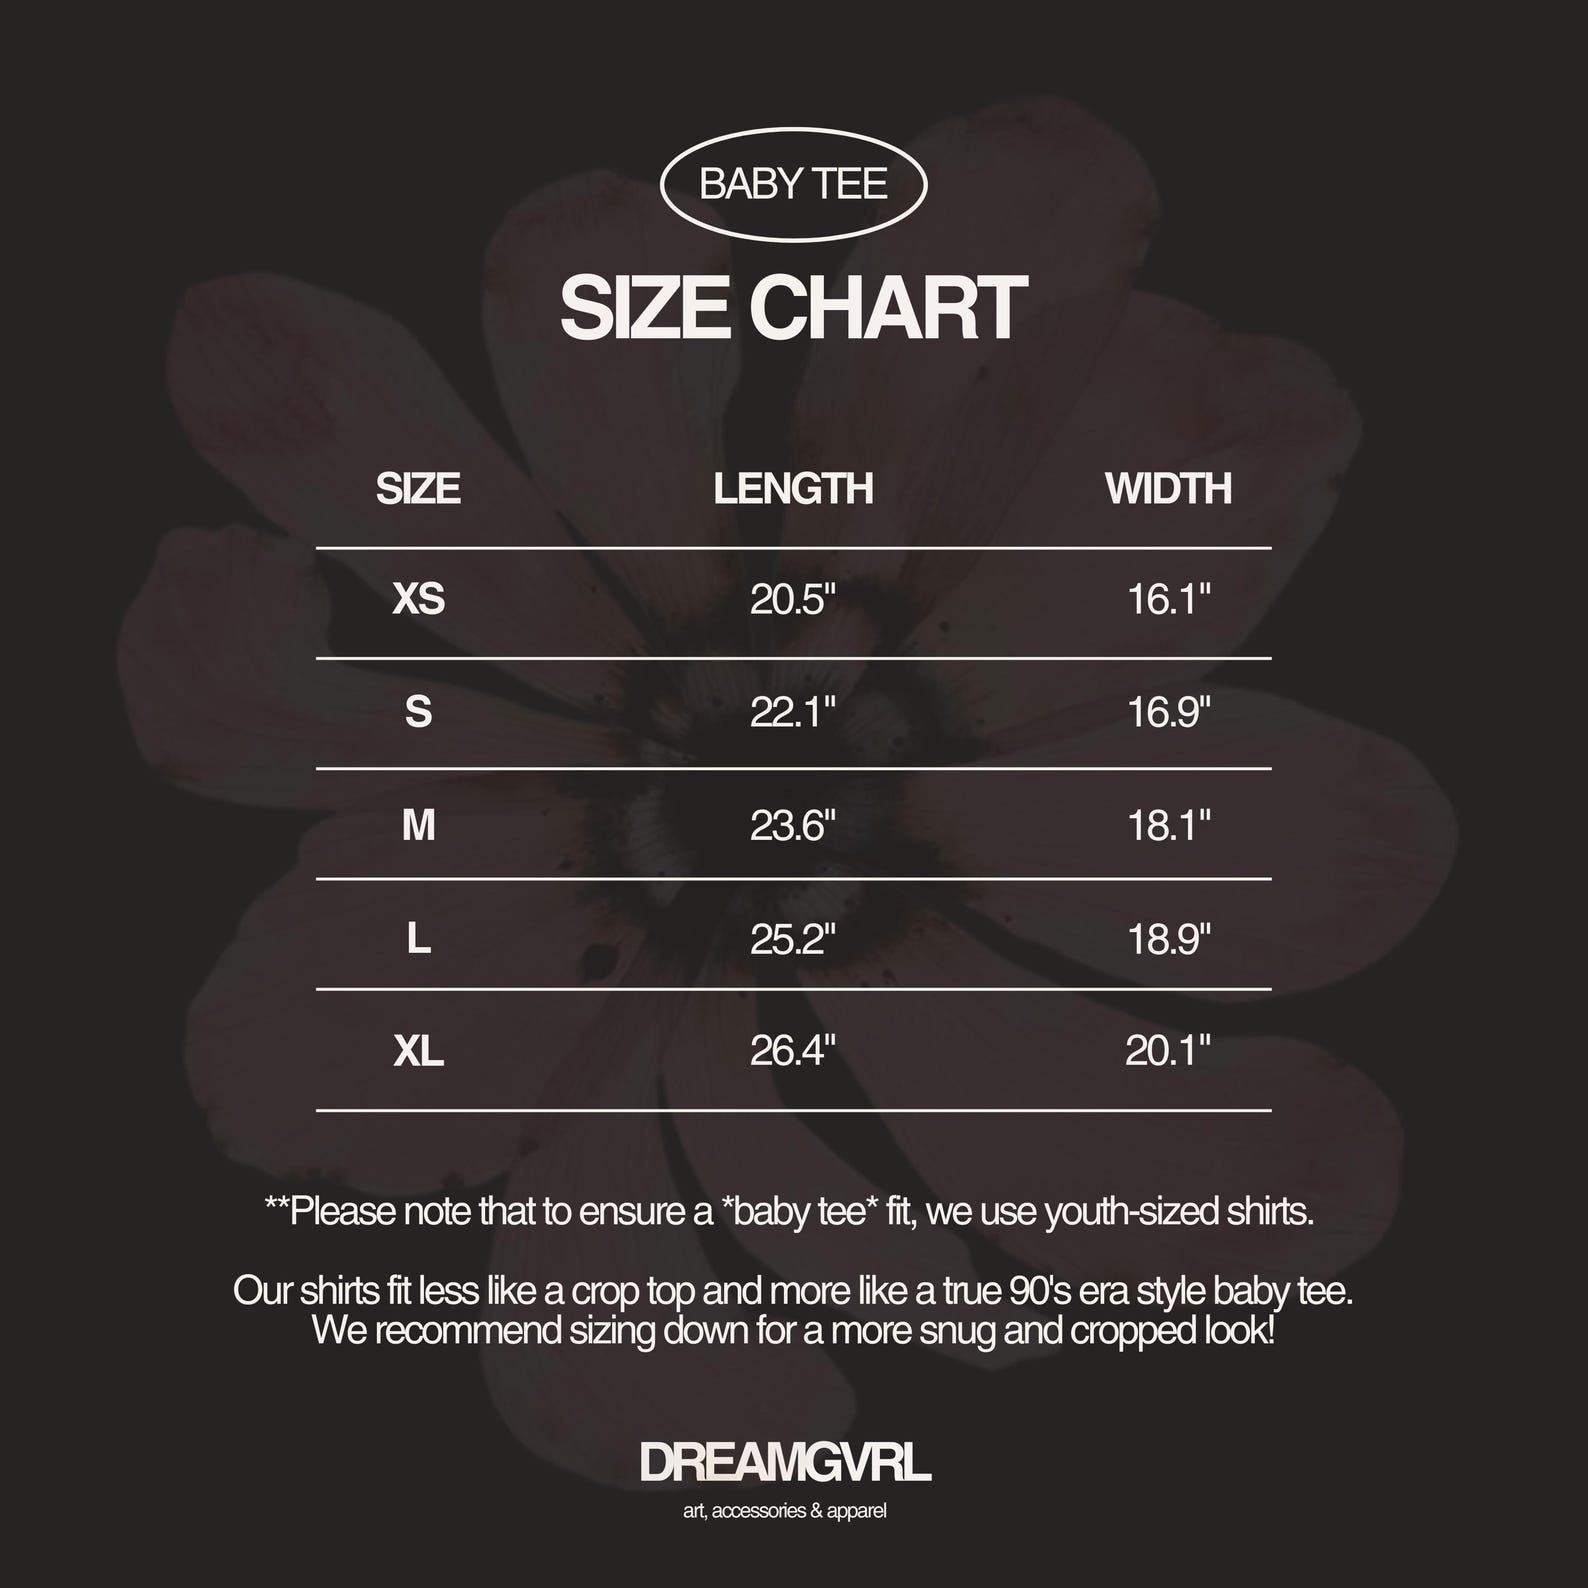 BABY TEE
SIZE CHART
SIZE LENGTH WIDTH
XS 20.5" 16.1"
S 22.1" 16.9"
M 23.6" 18.1"
L 25.2" 18.9"
XL 26.4" 20.1"
**Please note that to ensure a *baby tee* fit, we use youth-sized shirts.
Our shirts fit less like a crop top and more like a true 90's era style baby tee.
We recommend sizing down for a more snug and cropped look!
DREAMGVRL
art, accessories & apparel